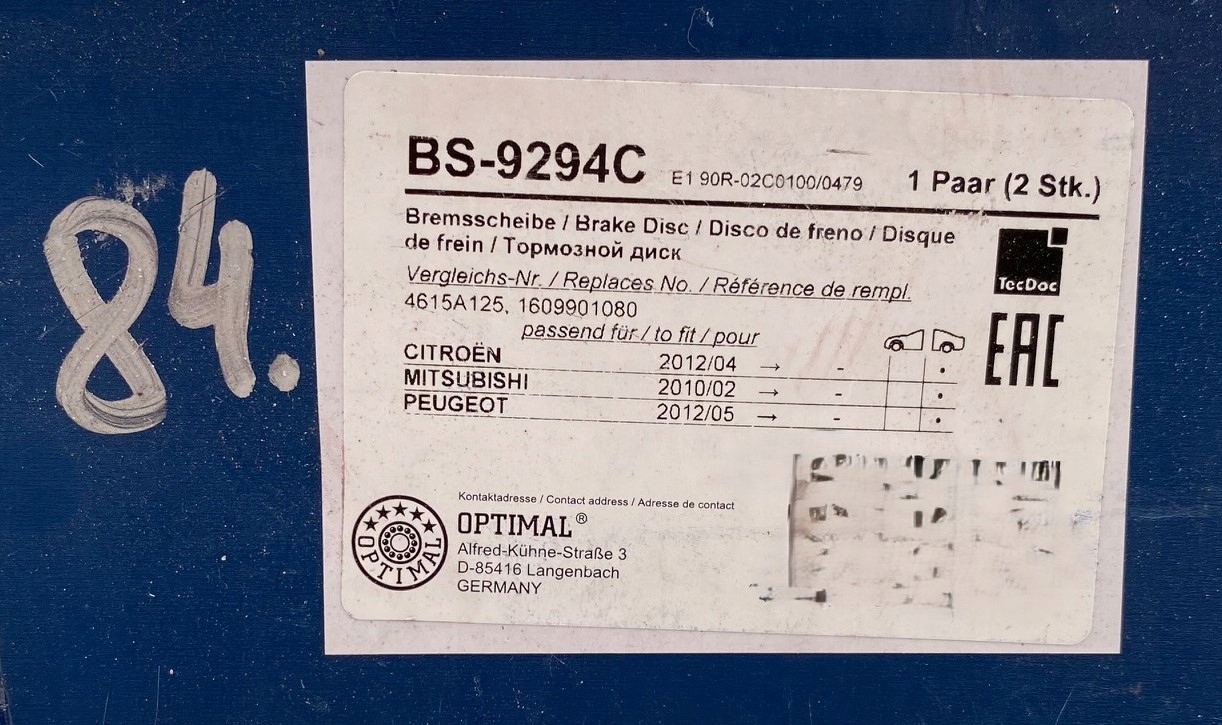 84.
BS-9294C E1 90R-02C0100/0479 1 Paar (2 Stk.)
Bremsscheibe / Brake Disc / Disco de freno / Disque
de frein / Тормозной диск
TecDoc
Vergleichs-Nr. / Replaces No. / Référence de rempl.
4615A125, 1609901080
passend für / to fit / pour
EAC
CITROËN 2012/04 → -
MITSUBISHI 2010/02 → -
PEUGEOT 2012/05 → -
Kontaktadresse / Contact address / Adresse de contact
OPTIMAL®
Alfred-Kühne-Straße 3
D-85416 Langenbach
GERMANY
OPTIMAL